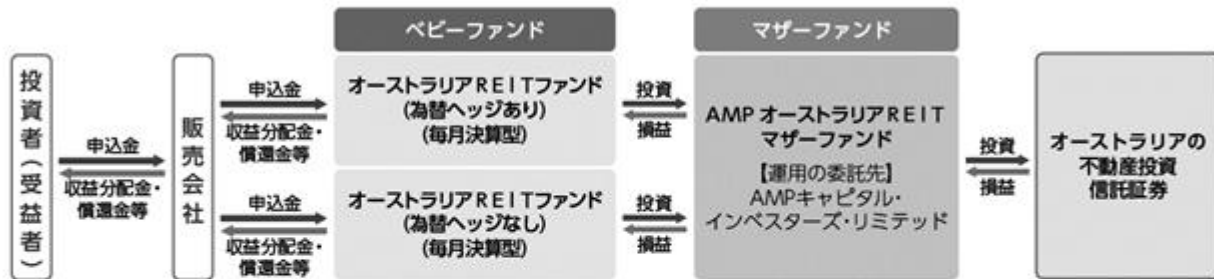 ベビーファンド
マザーファンド
投資者(受益者)
申込金
収益分配金・
償還金等
販売会社
申込金
収益分配金・
償還金等
オーストラリアREITファンド
(為替ヘッジあり)
(毎月決算型)
投資
損益
申込金
収益分配金・
償還金等
オーストラリアREITファンド
(為替ヘッジなし)
(毎月決算型)
投資
損益
AMP オーストラリアREIT
マザーファンド
【運用の委託先】
AMPキャピタル・
インベスターズ・リミテッド
投資
損益
オーストラリアの
不動産投資
信託証券